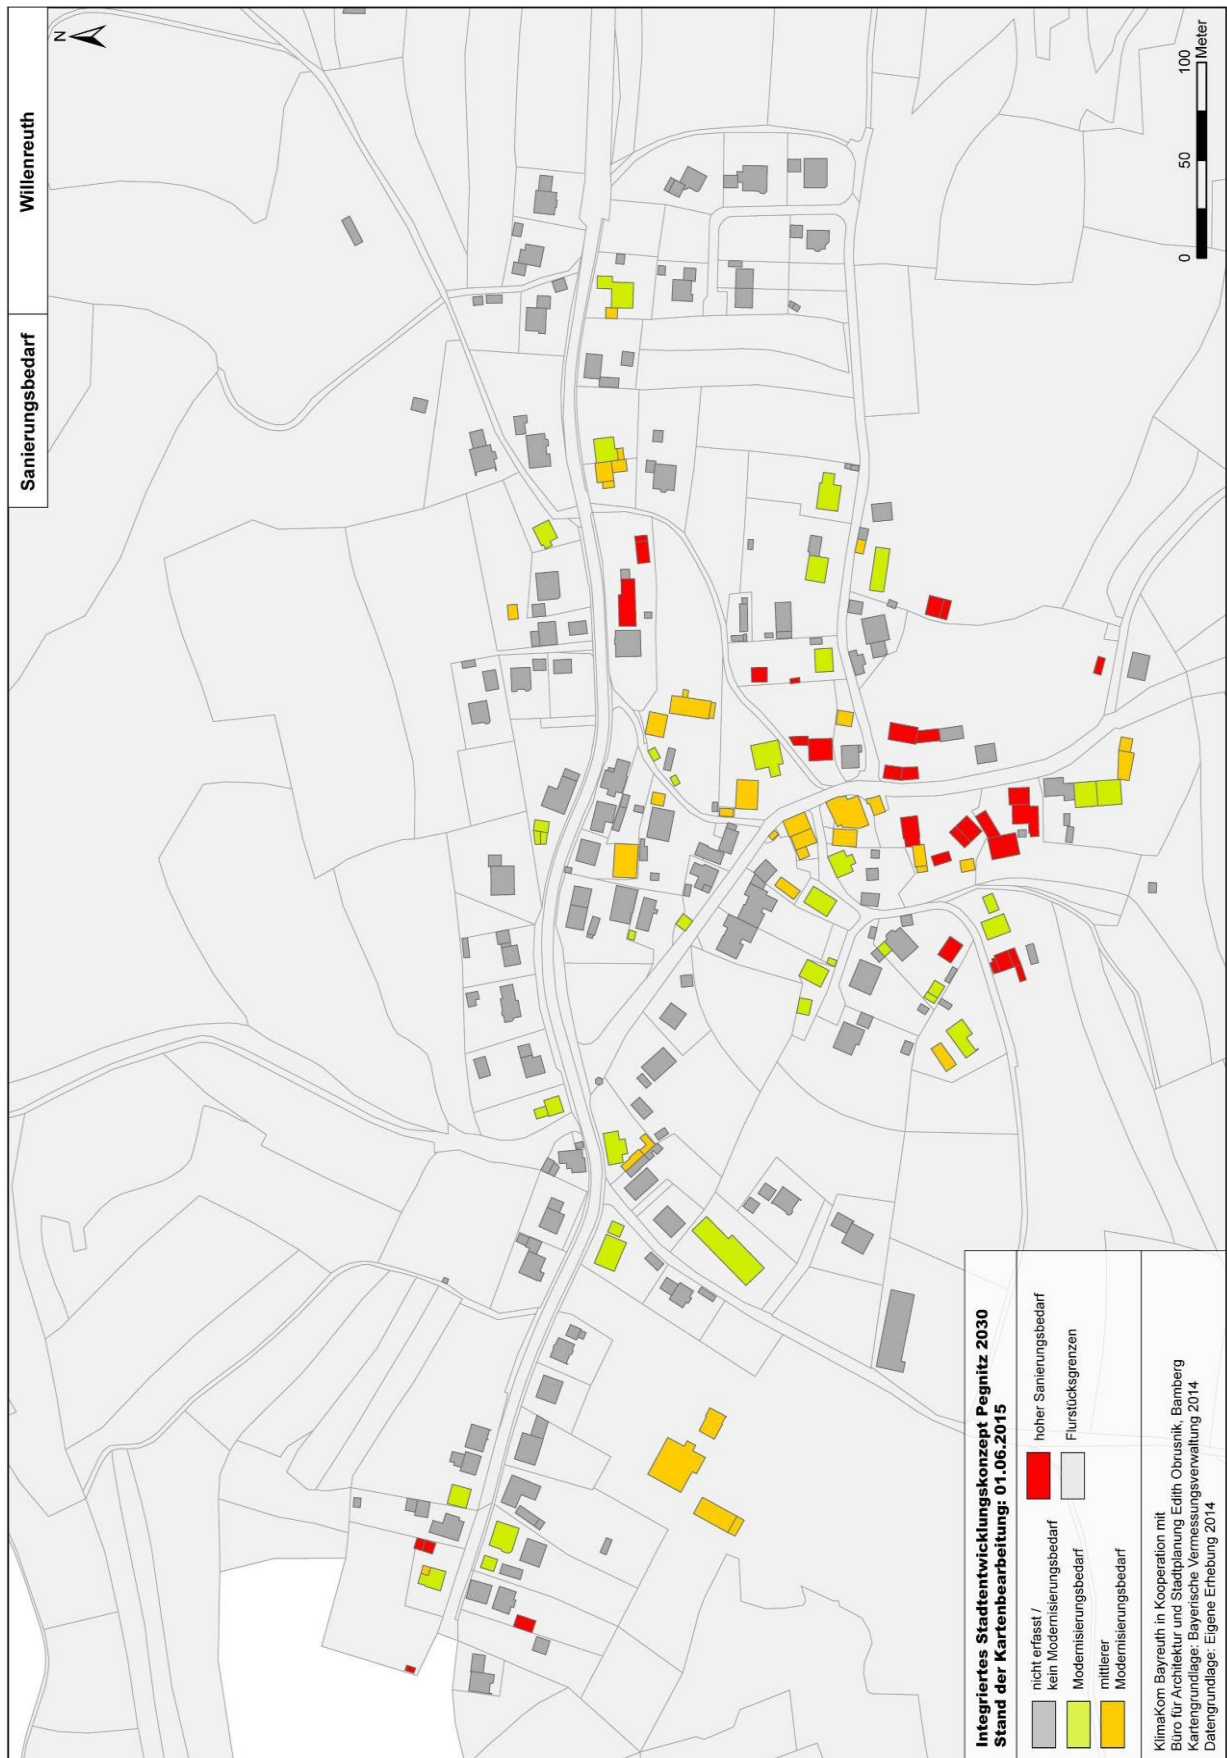 Sanierungsbedarf
Willenreuth
N
0
50
100
Meter
Integriertes Stadtentwicklungskonzept Pegnitz 2030
Stand der Kartenbearbeitung: 01.06.2015
nicht erfasst /
kein Modernisierungsbedarf
Modernisierungsbedarf
mittlerer
Modernisierungsbedarf
hoher Sanierungsbedarf
Flurstücksgrenzen
KlimaKom Bayreuth in Kooperation mit
Büro für Architektur und Stadtplanung Edith Obrusnik, Bamberg
Kartengrundlage: Bayerische Vermessungsverwaltung 2014
Datengrundlage: Eigene Erhebung 2014